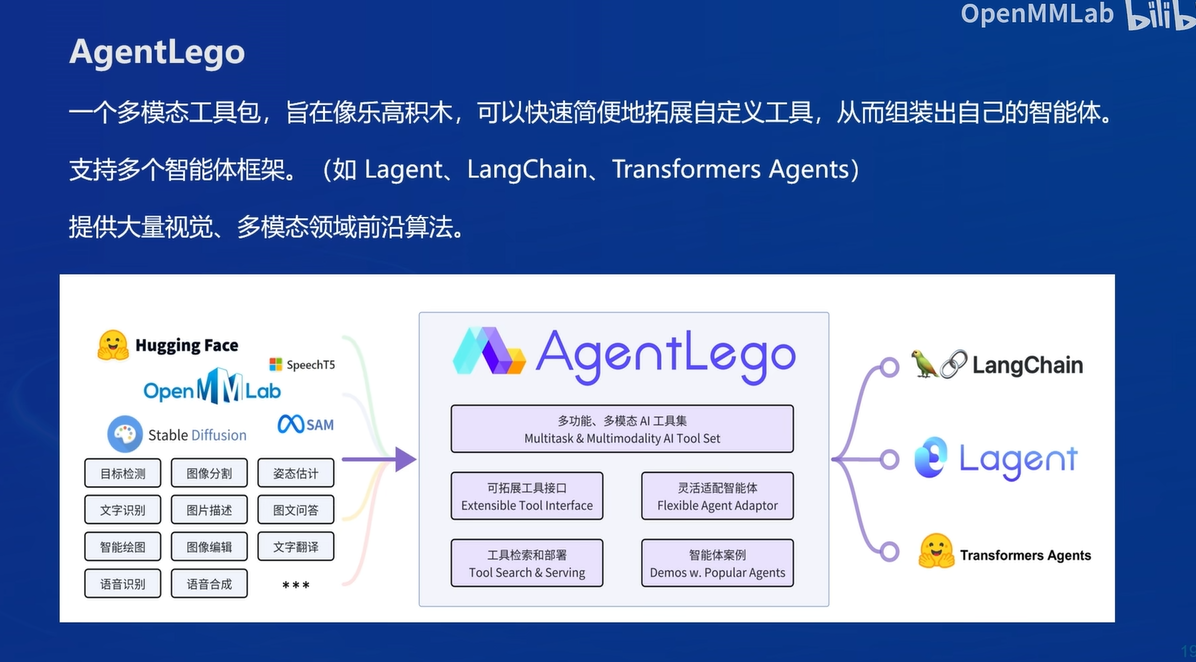 OpenMMLab bilib
AgentLego
一个多模态工具包，旨在像乐高积木，可以快速简便地拓展自定义工具，从而组装出自己的智能体。
支持多个智能体框架。（如 Lagent、LangChain、Transformers Agents）
提供大量视觉、多模态领域前沿算法。
Hugging Face
SpeechT5
OpenMMLab
Stable Diffusion
SAM
目标检测 图像分割 姿态估计
文字识别 图片描述 图文问答
智能绘图 图像编辑 文字翻译
语音识别 语音合成 ***
AgentLego
多功能、多模态 AI 工具集
Multitask & Multimodality AI Tool Set
可拓展工具接口
Extensible Tool Interface
灵活适配智能体
Flexible Agent Adaptor
工具检索和部署
Tool Search & Serving
智能体案例
Demos w. Popular Agents
LangChain
Lagent
Transformers Agents